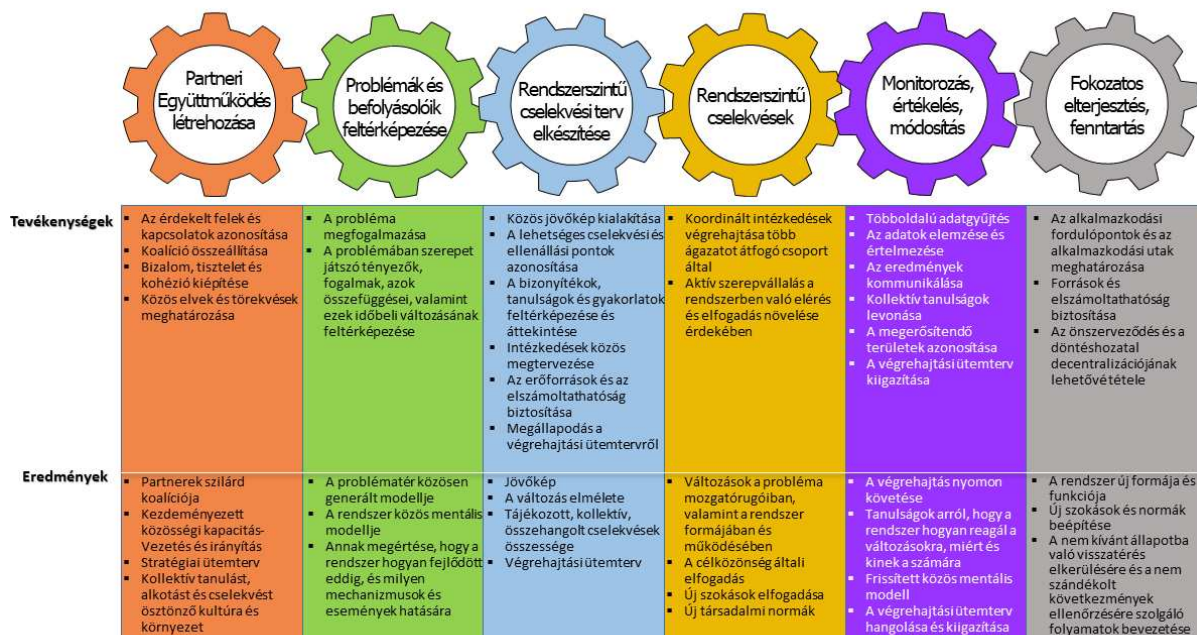 Partneri
Együttműködés
létrehozása
Problémák és
befolyásolóik
feltérképezése
Rendszerszintű
cselekvési terv
elkészítése
Rendszerszintű
cselekvések
Monitorozás,
értékelés,
módosítás
Fokozatos
elterjesztés,
fenntartás
Tevékenységek
▪ Az érdekelt felek és
kapcsolatok azonosítása
▪ Koalíció összeállítása
▪ Bizalom, tisztelet és
kohézió kiépítése
▪ Közös elvek és törekvések
meghatározása
▪ A probléma
megfogalmazása
▪ A problémában szerepet
játszó tényezők,
fogalmak, azok
összefüggései, valamint
ezek időbeli változásának
feltérképezése
▪ Közös jövőkép kialakítása
▪ A lehetséges cselekvési és
ellenállási pontok
azonosítása
▪ A bizonyítékok,
tanulságok és gyakorlatok
feltérképezése és
áttekintése
▪ Intézkedések közös
megtervezése
▪ Az erőforrások és az
elszámoltathatóság
biztosítása
▪ Megállapodás a
végrehajtási ütemtervről
▪ Koordinált intézkedések
végrehajtása több
ágazatot átfogó csoport
által
▪ Aktív szerepvállalás a
rendszerben való elérés
és elfogadás növelése
érdekében
▪ Többoldalú adatgyűjtés
▪ Az adatok elemzése és
értelmezése
▪ Az eredmények
kommunikálása
▪ Kollektív tanulságok
levonása
▪ A megerősítendő
területek azonosítása
▪ A végrehajtási ütemterv
kiigazítása
▪ Az alkalmazkodási
fordulópontok és az
alkalmazkodási utak
meghatározása
▪ Források és
elszámoltathatóság
biztosítása
▪ Az önszerveződés és a
döntéshozatal
decentralizációjának
lehetővé tétele
Eredmények
▪ Partnerek szilárd
koalíciója
▪ Kezdeményezett
közösségi kapacitás-
Vezetés és irányítás
▪ Stratégiai ütemterv
▪ Kollektív tanulást,
alkotást és cselekvést
ösztönző kultúra és
környezet
▪ A problématér közösen
generált modellje
▪ A rendszer közös mentális
modellje
▪ Annak megértése, hogy a
rendszer hogyan fejlődött
eddig, és milyen
mechanizmusok és
események hatására
▪ Jövőkép
▪ A változás elmélete
▪ Tájékozott, kollektív,
összehangolt cselekvések
összessége
▪ Végrehajtási ütemterv
▪ Változások a probléma
mozgatórugóiban,
valamint a rendszer
formájában és
működésében
▪ A célközönség általi
elfogadás
▪ Új szokások elfogadása
▪ Új társadalmi normák
▪ A végrehajtás nyomon
követése
▪ Tanulságok arról, hogy a
rendszer hogyan reagál a
változásokra, miért és
kinek a számára
▪ Frissített közös mentális
modell
▪ A végrehajtási ütemterv
hangolása és kiigazítása
▪ A rendszer új formája és
funkciója
▪ Új szokások és normák
beépítése
▪ A nem kívánt állapotba
való visszatérés
elkerülésére és a nem
szándékolt
következmények
ellenőrzésére szolgáló
folyamatok bevezetése